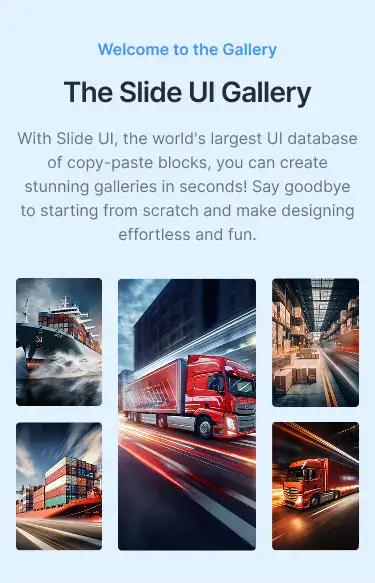 Welcome to the Gallery
The Slide UI Gallery
With Slide UI, the world's largest UI database
of copy-paste blocks, you can create
stunning galleries in seconds! Say goodbye
to starting from scratch and make designing
effortless and fun.